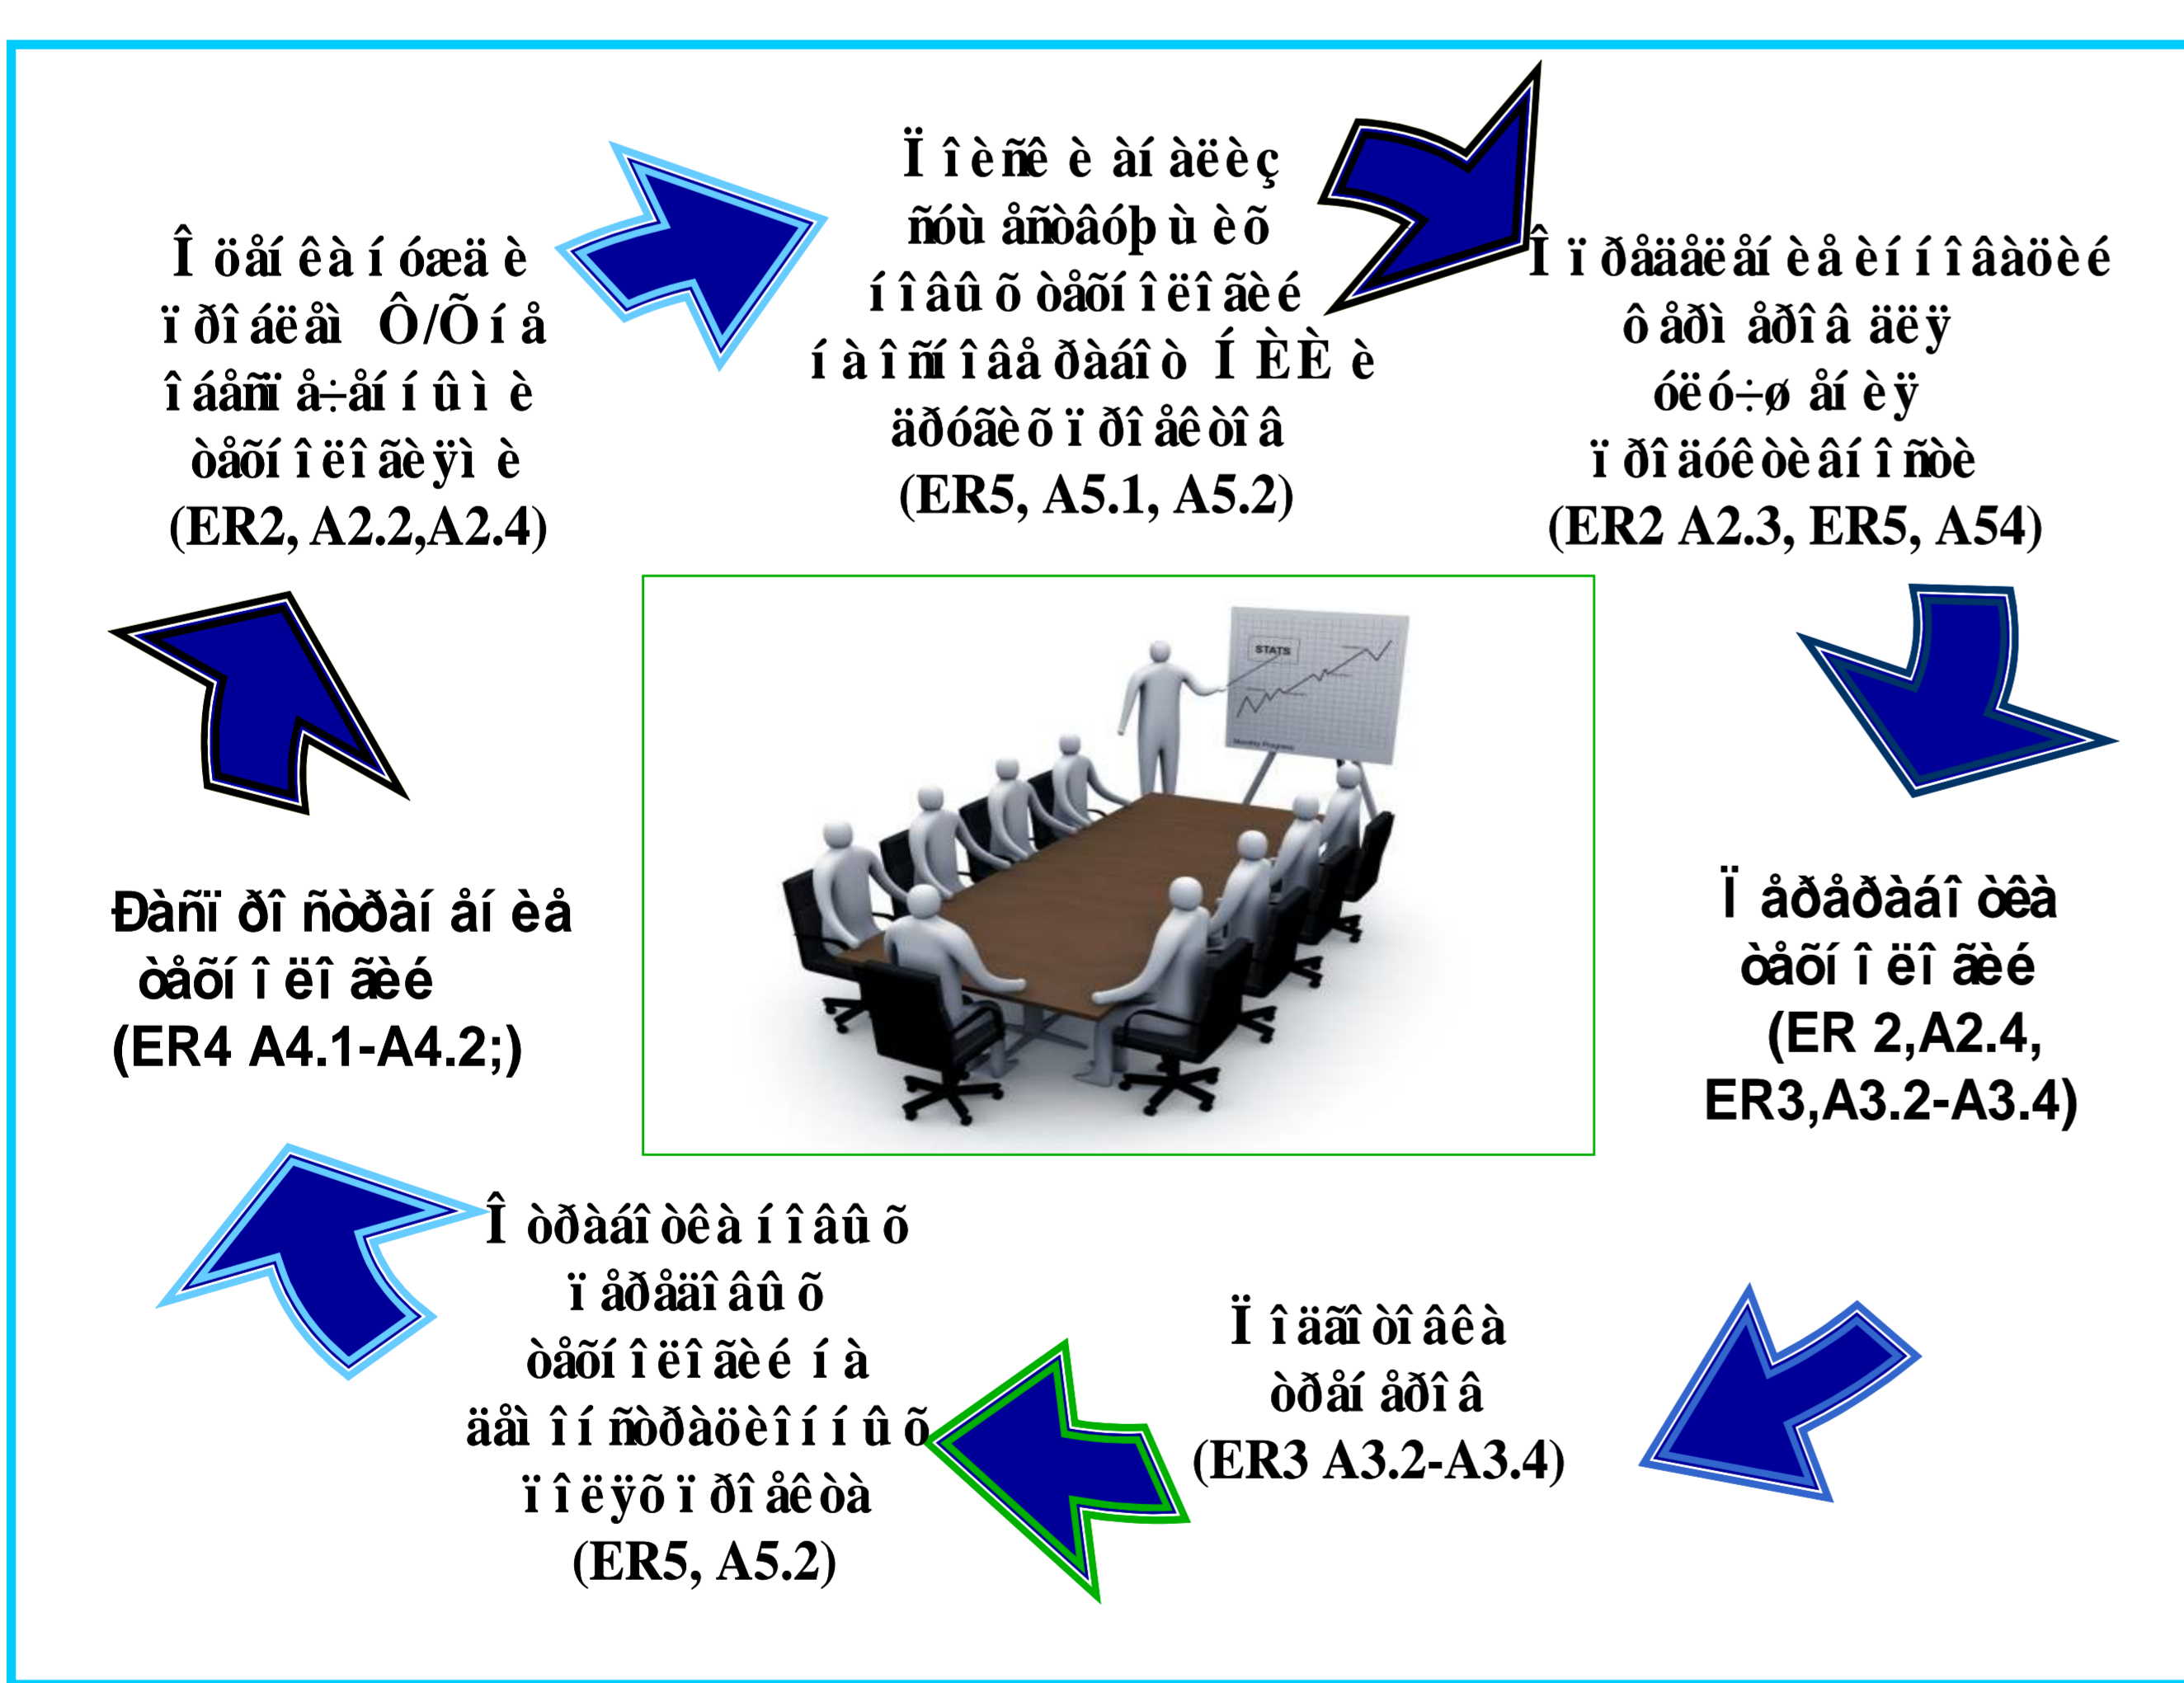 Î öåí êà í óæä è
ï ðî áëåì Ô/Õ í å
î áåñï å÷åí í ûì è
òåõí î ëî ãèÿì è
(ER2, A2.2,A2.4)
Ï î èñê è àí àëèç
ñóù åñòâóþ ù èõ
í î âû õ òåõí î ëî ãèé
í à î ñí î âå ðàáî ò Í ÈÈ è
äðóãèõ ï ðî åêòî â
(ER5, A5.1, A5.2)
Î ï ðåäåëåí èå èí í î âàöèé
ô åðì åðî â äëÿ
óëó÷ø åí èÿ
ï ðî äóêòèâí î ñòè
(ER2 A2.3, ER5, A54)
STATS
Monthly Progress
Ï åðåðàáî òêà
òåõí î ëî ãèé
(ER 2,A2.4,
ER3,A3.2-A3.4)
Ï î äãî òî âêà
òðåí åðî â
(ER3 A3.2-A3.4)
Î òðàáî òêà í î âû õ
ï åðåäî âû õ
òåõí î ëî ãèé í à
äåì î í ñòðàöèî í í û õ
ï î ëÿõ ï ðî åêòà
(ER5, A5.2)
Ðàñï ðî ñòðàí åí èå
òåõí î ëî ãèé
(ER4 A4.1-A4.2;)